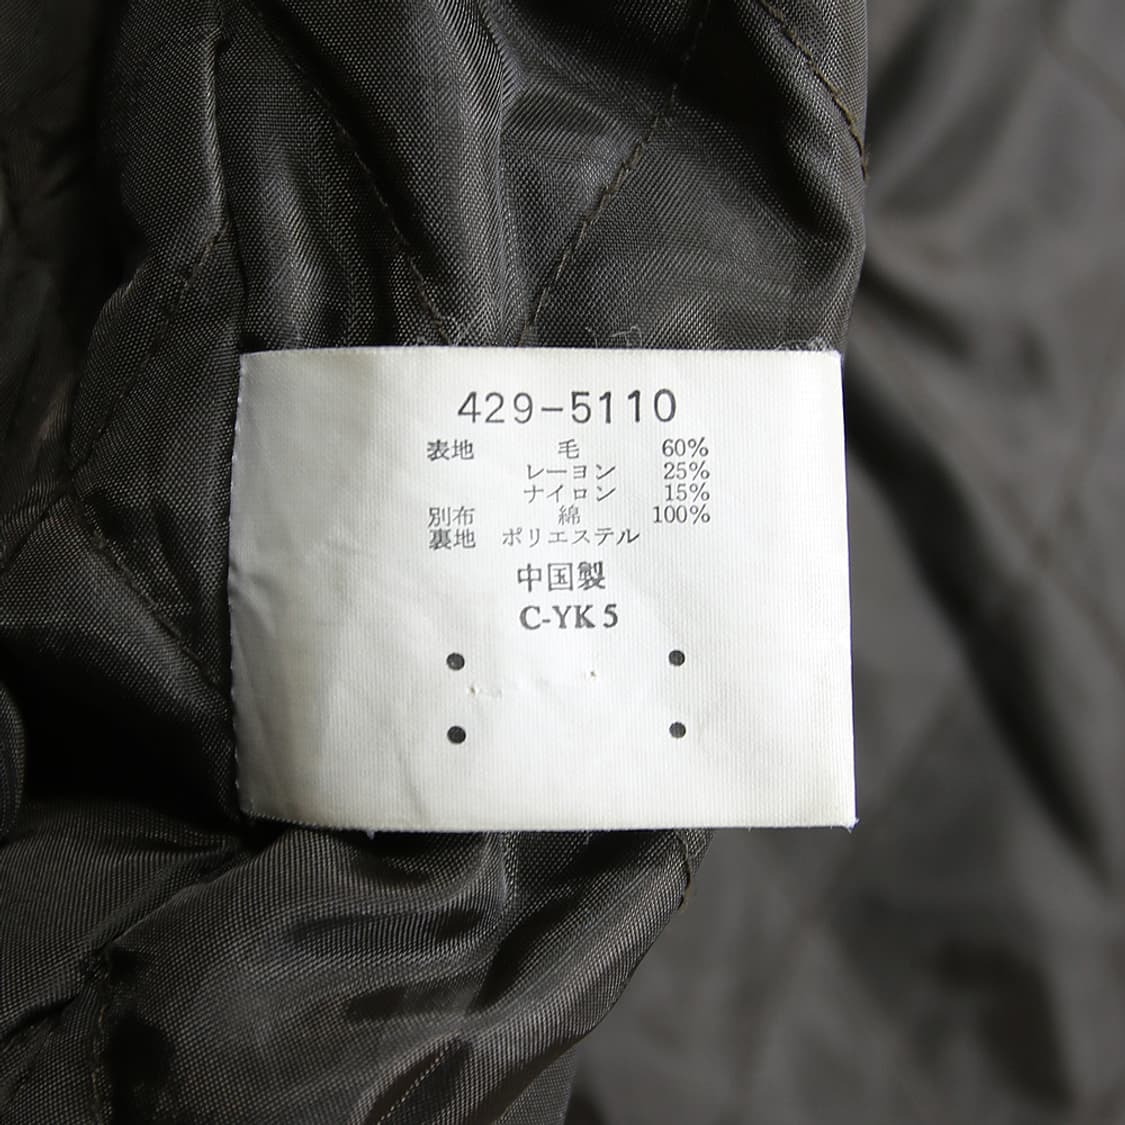 429-5110
表地 毛 60%
レーヨン 25%
ナイロン 15%
別布 綿 100%
裏地 ポリエステル
中国製
C-YK 5